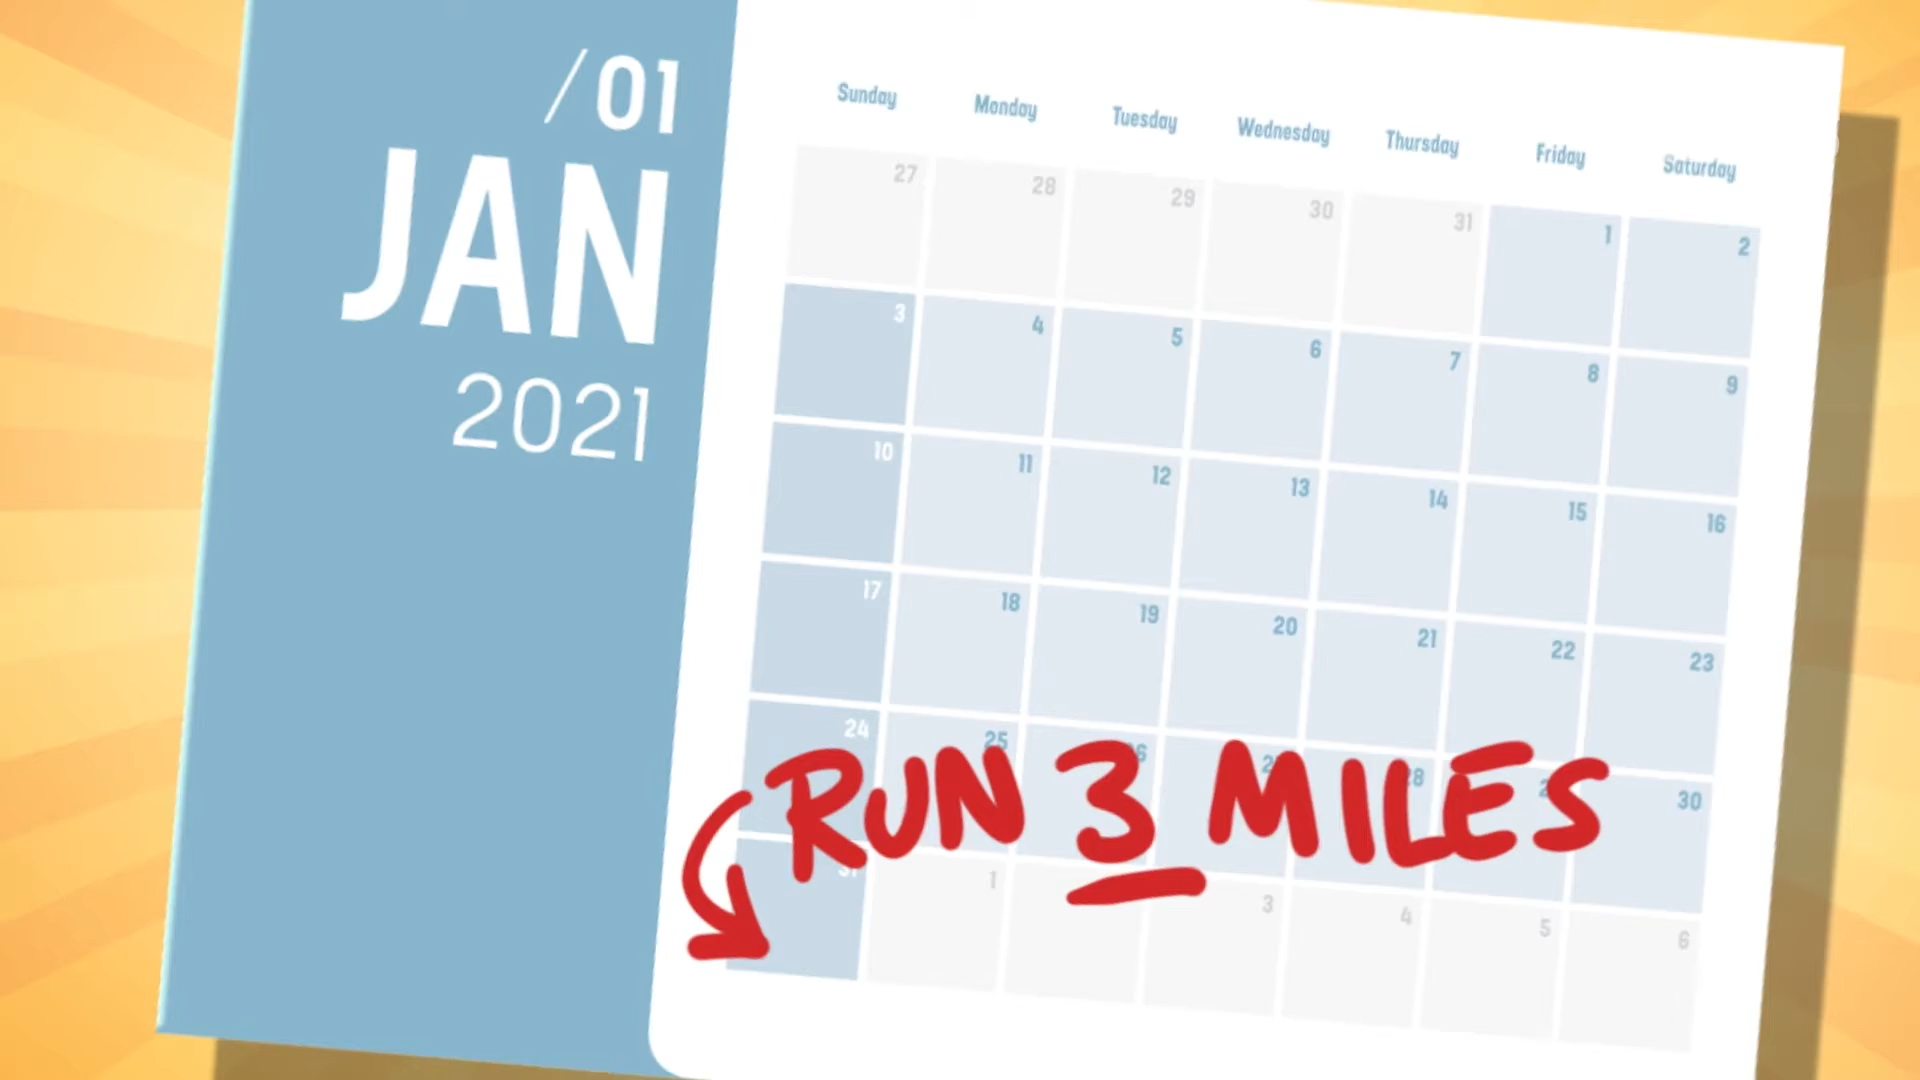 /01
JAN
2021
Sunday Monday Tuesday Wednesday Thursday Friday Saturday
27 28 29 30 31 1 2
3 4 5 6 7 8 9
10 11 12 13 14 15 16
17 18 19 20 21 22 23
24 25 30
RUN 3 MILES
31 1 3 4 5 6